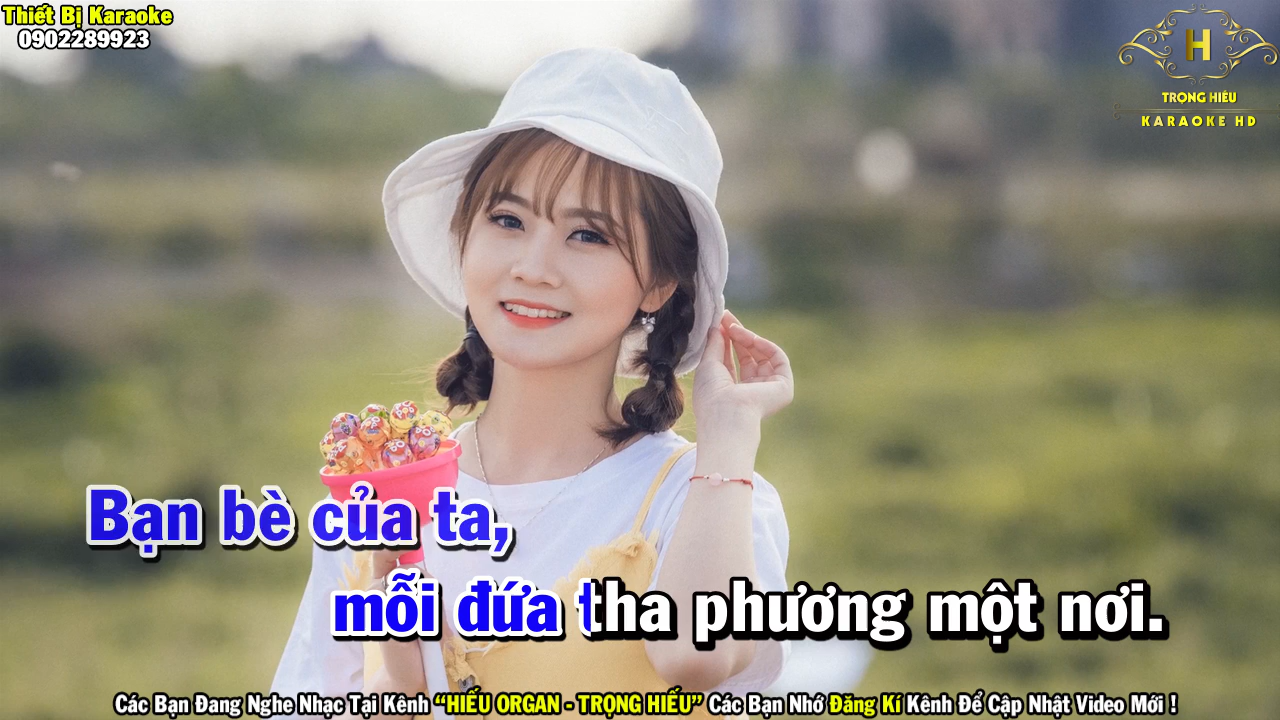 Thiết Bị Karaoke
0902289923
H
TRỌNG HIẾU
KARAOKE HD
Bạn bè của ta,
mỗi đứa tha phương một nơi.
Các Bạn Đang Nghe Nhạc Tại Kênh “HIẾU ORGAN - TRỌNG HIẾU” Các Bạn Nhớ Đăng Kí Kênh Để Cập Nhật Video Mới !